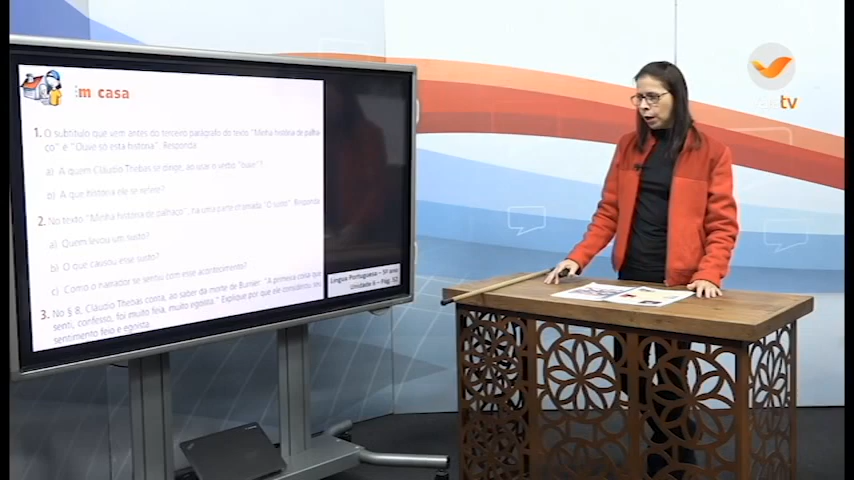 em casa
1. O subtítulo que vem antes do terceiro parágrafo do texto "Minha história de palha
ço" é "Ouve só esta história". Responda:
a) A quem Cláudio Thebas se dirige, ao usar o verbo "ouvir"?
b) A que história ele se refere?
2. No texto "Minha história de palhaço", há uma parte chamada "O susto". Responda
a) Quem levou um susto?
b) O que causou esse susto?
c) Como o narrador se sentiu com esse acontecimento?
3. No § 8, Cláudio Thebas conta, ao saber da morte de Burnier: "A primeira coisa que
senti, confesso, foi muito feia, muito egoísta." Explique por que ele considerou seu
sentimento feio e egoísta.
Língua Portuguesa – 5º ano
Unidade 6 – Pág. 52
tv